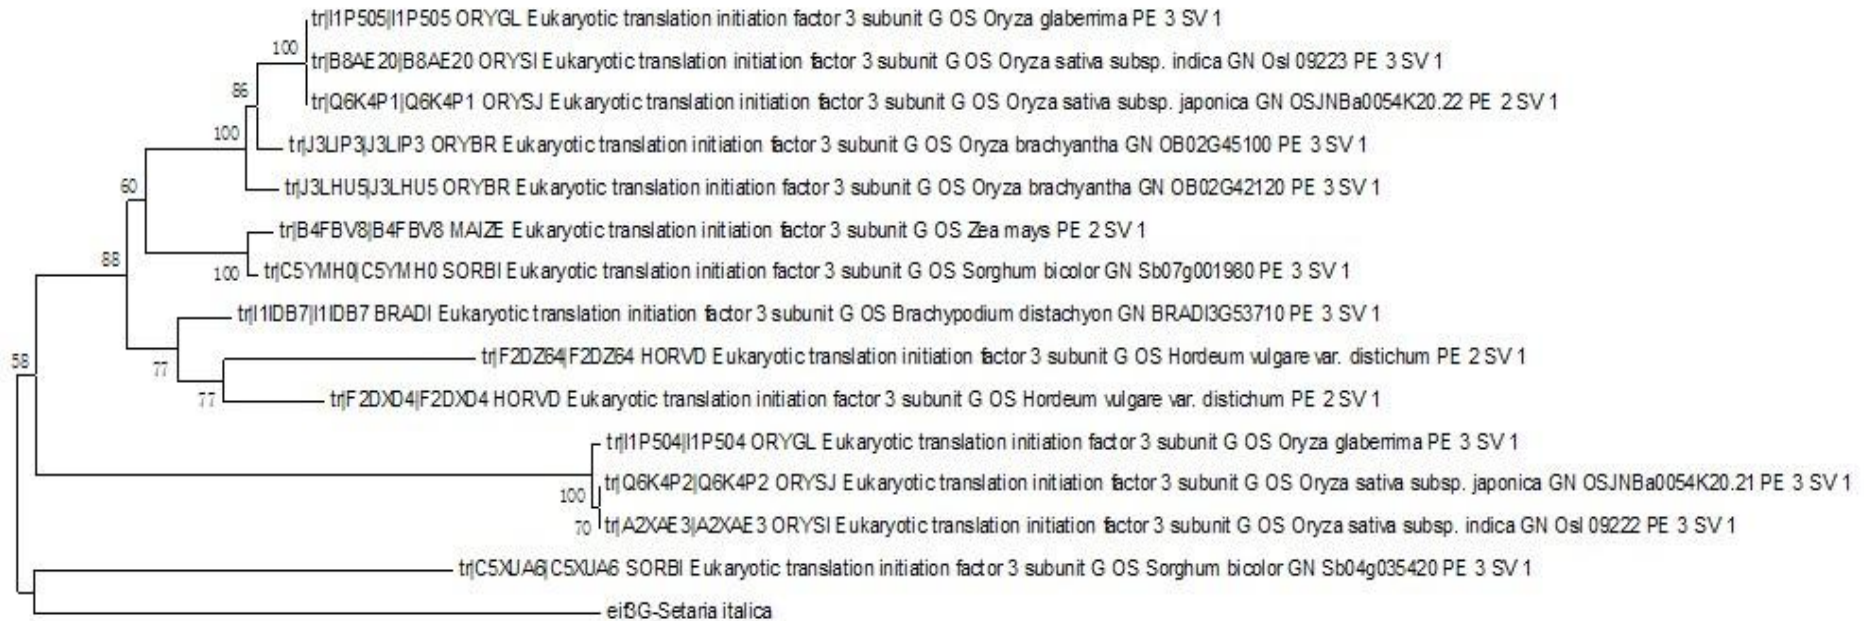 tr|I1P505|I1P505 ORYGL Eukaryotic translation initiation factor 3 subunit G OS Oryza glaberrima PE 3 SV 1
100
tr|B8AE20|B8AE20 ORYSI Eukaryotic translation initiation factor 3 subunit G OS Oryza sativa subsp. indica GN OsI 09223 PE 3 SV 1
86
tr|Q6K4P1|Q6K4P1 ORYSJ Eukaryotic translation initiation factor 3 subunit G OS Oryza sativa subsp. japonica GN OSJNBa0054K20.22 PE 2 SV 1
100
tr|J3LIP3|J3LIP3 ORYBR Eukaryotic translation initiation factor 3 subunit G OS Oryza brachyantha GN OB02G45100 PE 3 SV 1
60
tr|J3LHU5|J3LHU5 ORYBR Eukaryotic translation initiation factor 3 subunit G OS Oryza brachyantha GN OB02G42120 PE 3 SV 1
tr|B4FBV8|B4FBV8 MAIZE Eukaryotic translation initiation factor 3 subunit G OS Zea mays PE 2 SV 1
88
100
tr|C5YMH0|C5YMH0 SORBI Eukaryotic translation initiation factor 3 subunit G OS Sorghum bicolor GN Sb07g001980 PE 3 SV 1
tr|I1IDB7|I1IDB7 BRADI Eukaryotic translation initiation factor 3 subunit G OS Brachypodium distachyon GN BRADI3G53710 PE 3 SV 1
58
77
tr|F2DZ64|F2DZ64 HORVD Eukaryotic translation initiation factor 3 subunit G OS Hordeum vulgare var. distichum PE 2 SV 1
77
tr|F2DXD4|F2DXD4 HORVD Eukaryotic translation initiation factor 3 subunit G OS Hordeum vulgare var. distichum PE 2 SV 1
tr|I1P504|I1P504 ORYGL Eukaryotic translation initiation factor 3 subunit G OS Oryza glaberrima PE 3 SV 1
100
tr|Q6K4P2|Q6K4P2 ORYSJ Eukaryotic translation initiation factor 3 subunit G OS Oryza sativa subsp. japonica GN OSJNBa0054K20.21 PE 3 SV 1
70
tr|A2XAE3|A2XAE3 ORYSI Eukaryotic translation initiation factor 3 subunit G OS Oryza sativa subsp. indica GN OsI 09222 PE 3 SV 1
tr|C5XUA6|C5XUA6 SORBI Eukaryotic translation initiation factor 3 subunit G OS Sorghum bicolor GN Sb04g035420 PE 3 SV 1
eif3G-Setaria italica